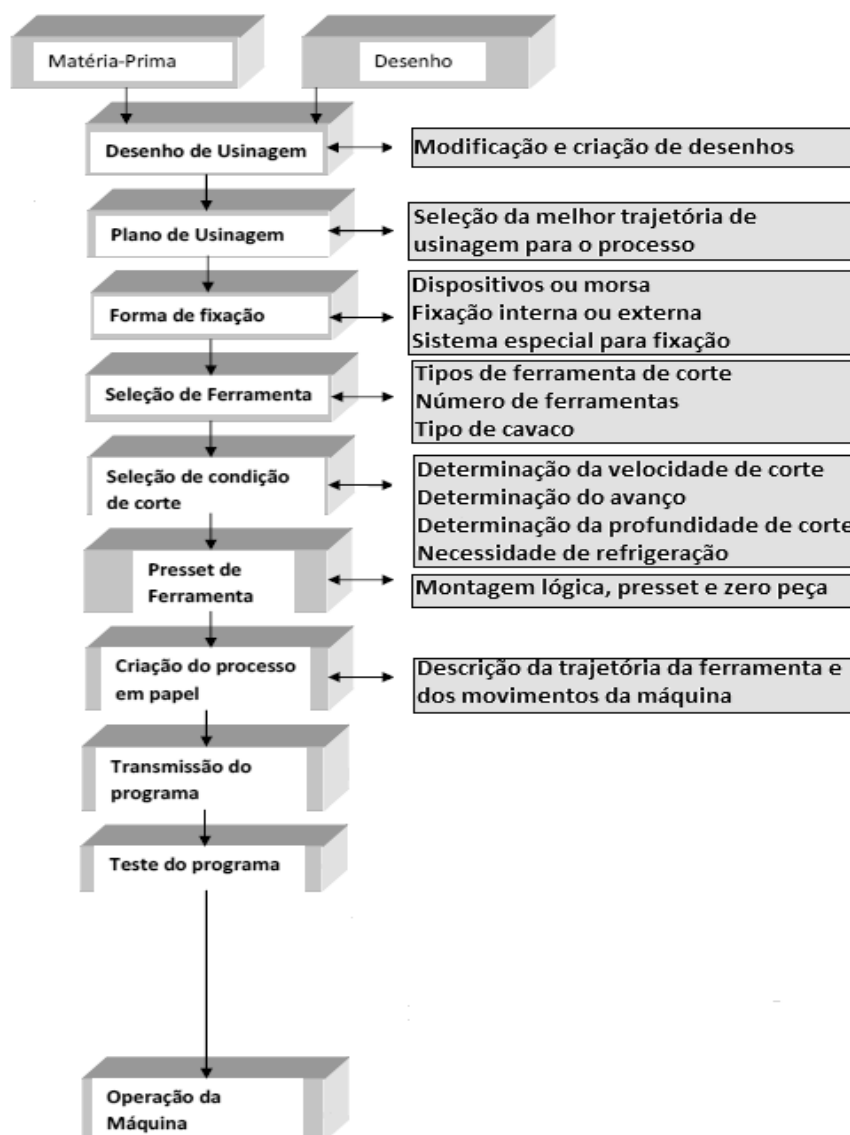 Matéria-Prima
Desenho
Desenho de Usinagem
Modificação e criação de desenhos
Plano de Usinagem
Seleção da melhor trajetória de
usinagem para o processo
Forma de fixação
Dispositivos ou morsa
Fixação interna ou externa
Sistema especial para fixação
Seleção de Ferramenta
Tipos de ferramenta de corte
Número de ferramentas
Tipo de cavaco
Seleção de condição
de corte
Determinação da velocidade de corte
Determinação do avanço
Determinação da profundidade de corte
Necessidade de refrigeração
Presset de
Ferramenta
Montagem lógica, presset e zero peça
Criação do processo
em papel
Descrição da trajetória da ferramenta e
dos movimentos da máquina
Transmissão do
programa
Teste do programa
Operação da
Máquina